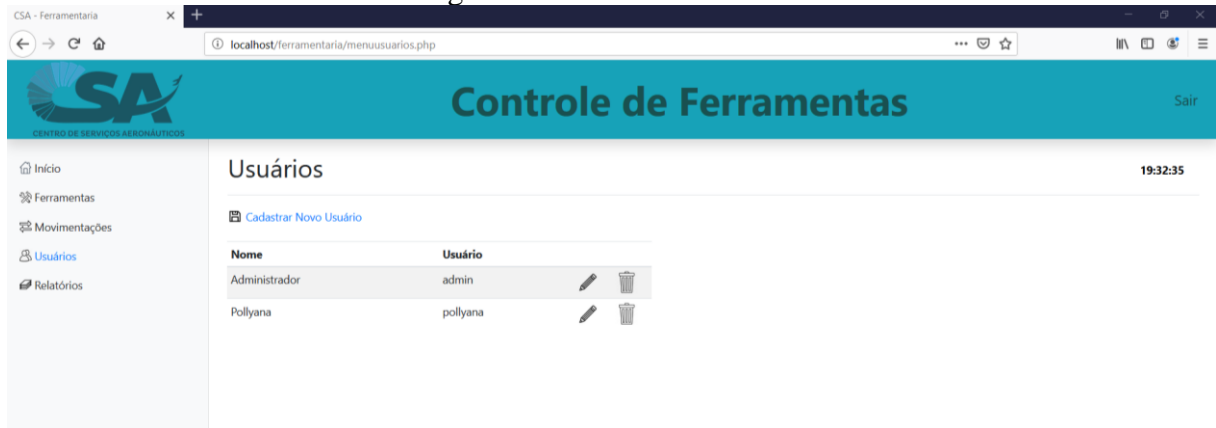 CSA - Ferramentaria
localhost/ferramentaria/menuusuarios.php
CSA
CENTRO DE SERVIÇOS AERONÁUTICOS
Controle de Ferramentas
Sair
Início
Ferramentas
Movimentações
Usuários
Relatórios
Usuários
19:32:35
Cadastrar Novo Usuário
Nome Usuário
Administrador admin
Pollyana pollyana